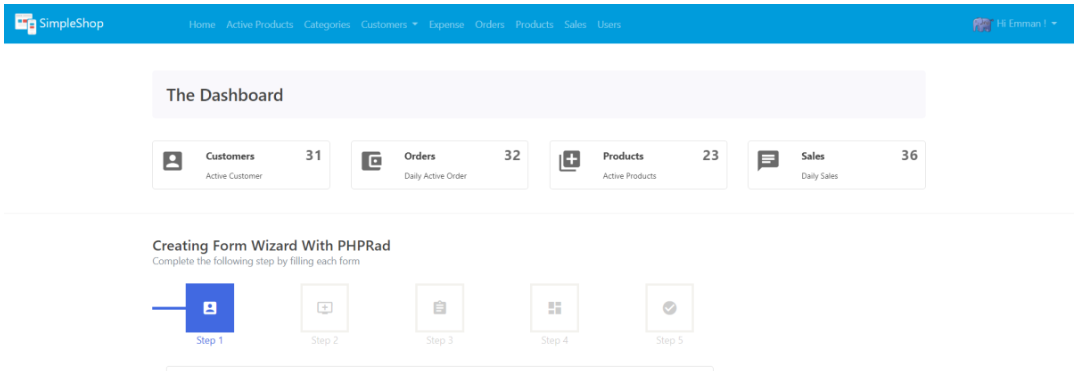 SimpleShop Home Active Products Categories Customers Expense Orders Products Sales Users Hi Emman !
The Dashboard
Customers 31 Orders 32 Products 23 Sales 36
Active Customer Daily Active Order Active Products Daily Sales
Creating Form Wizard With PHPRad
Complete the following step by filling each form
Step 1 Step 2 Step 3 Step 4 Step 5